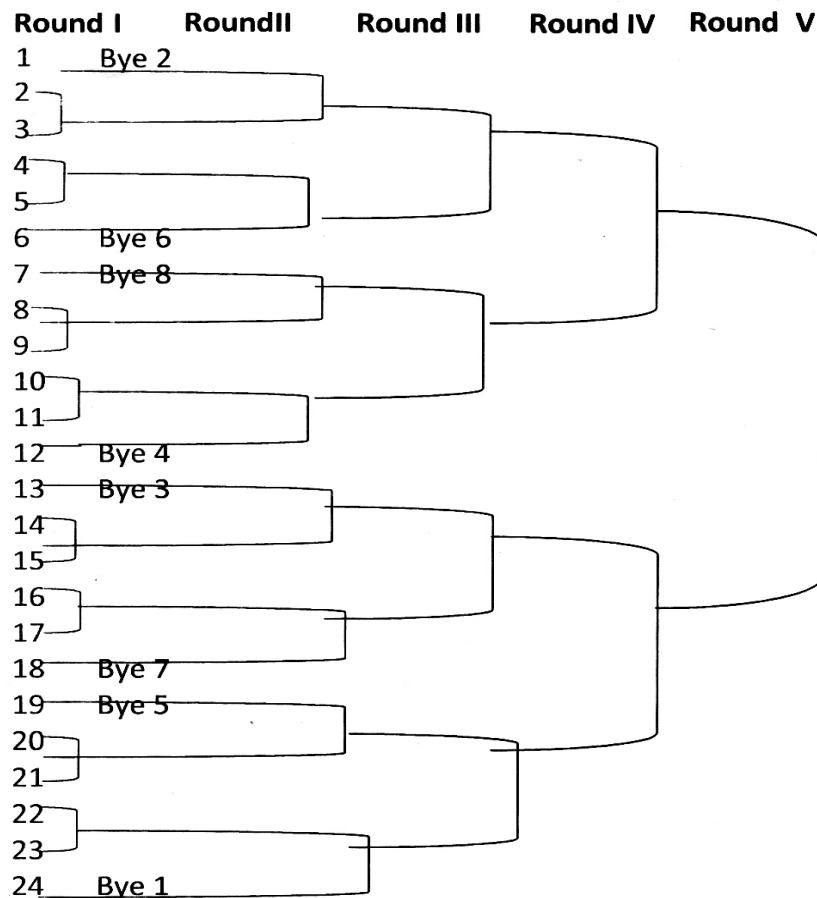 Round I RoundII Round III Round IV Round V
1 Bye 2
2
3
4
5
6 Bye 6
7 Bye 8
8
9
10
11
12 Bye 4
13 Bye 3
14
15
16
17
18 Bye 7
19 Bye 5
20
21
22
23
24 Bye 1